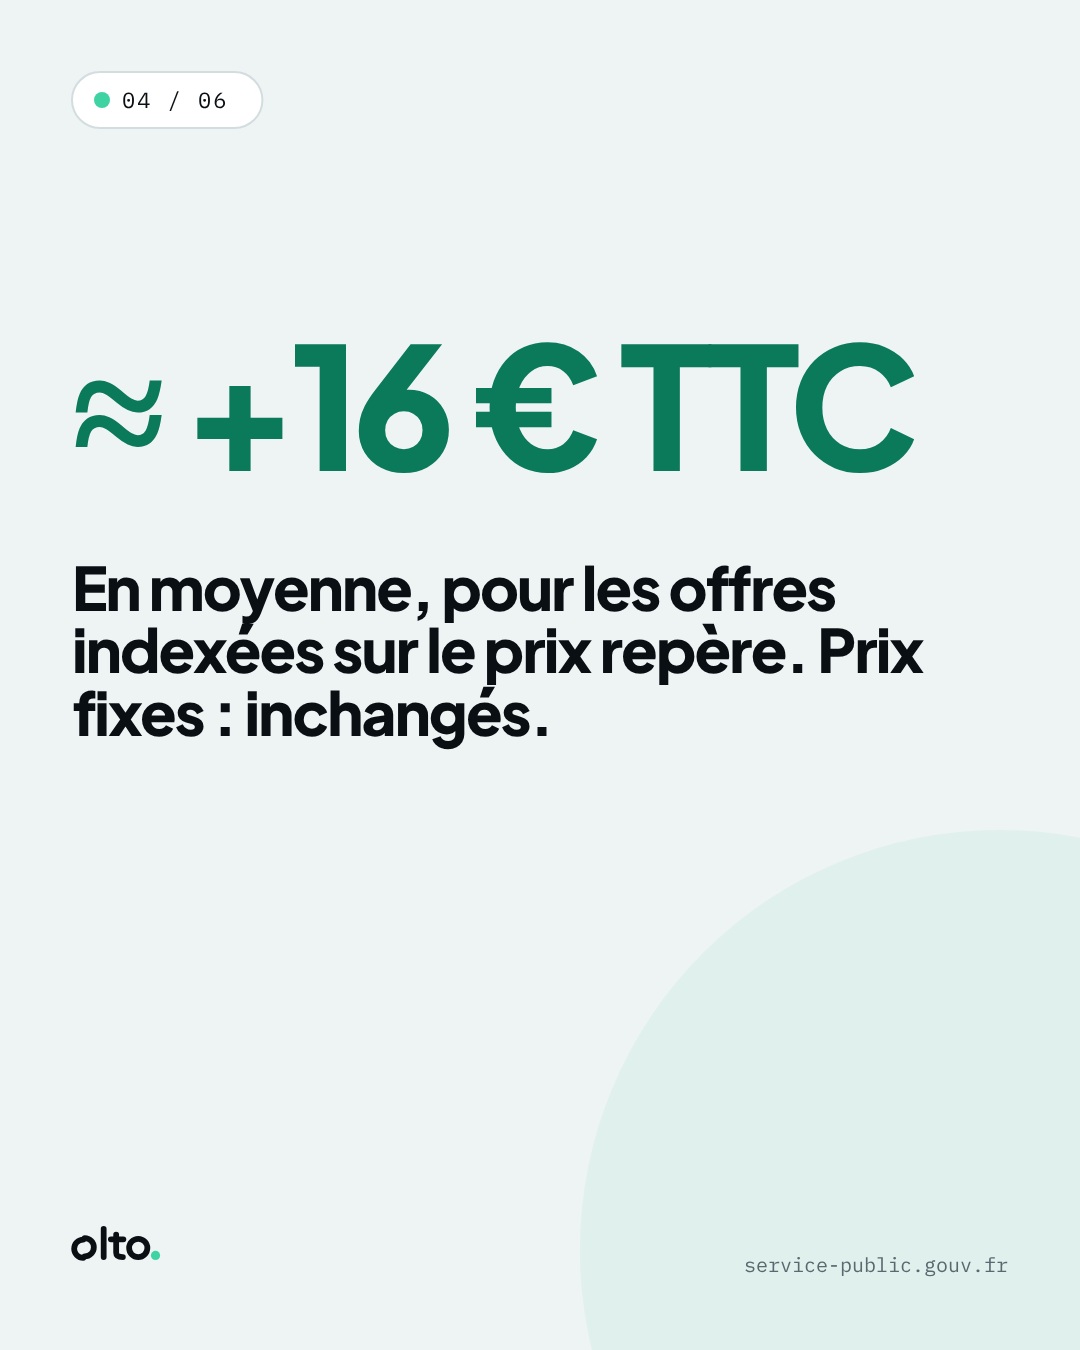 04 / 06
≈ +16 € TTC
En moyenne, pour les offres
indexées sur le prix repère. Prix
fixes : inchangés.
olto.
service-public.gouv.fr